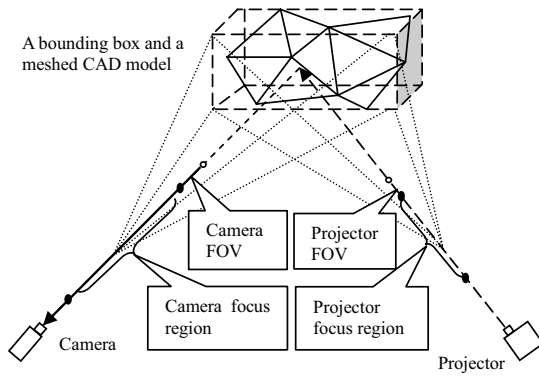 A bounding box and a
meshed CAD model
Camera
FOV
Projector
FOV
Camera focus
region
Projector
focus region
Camera
Projector